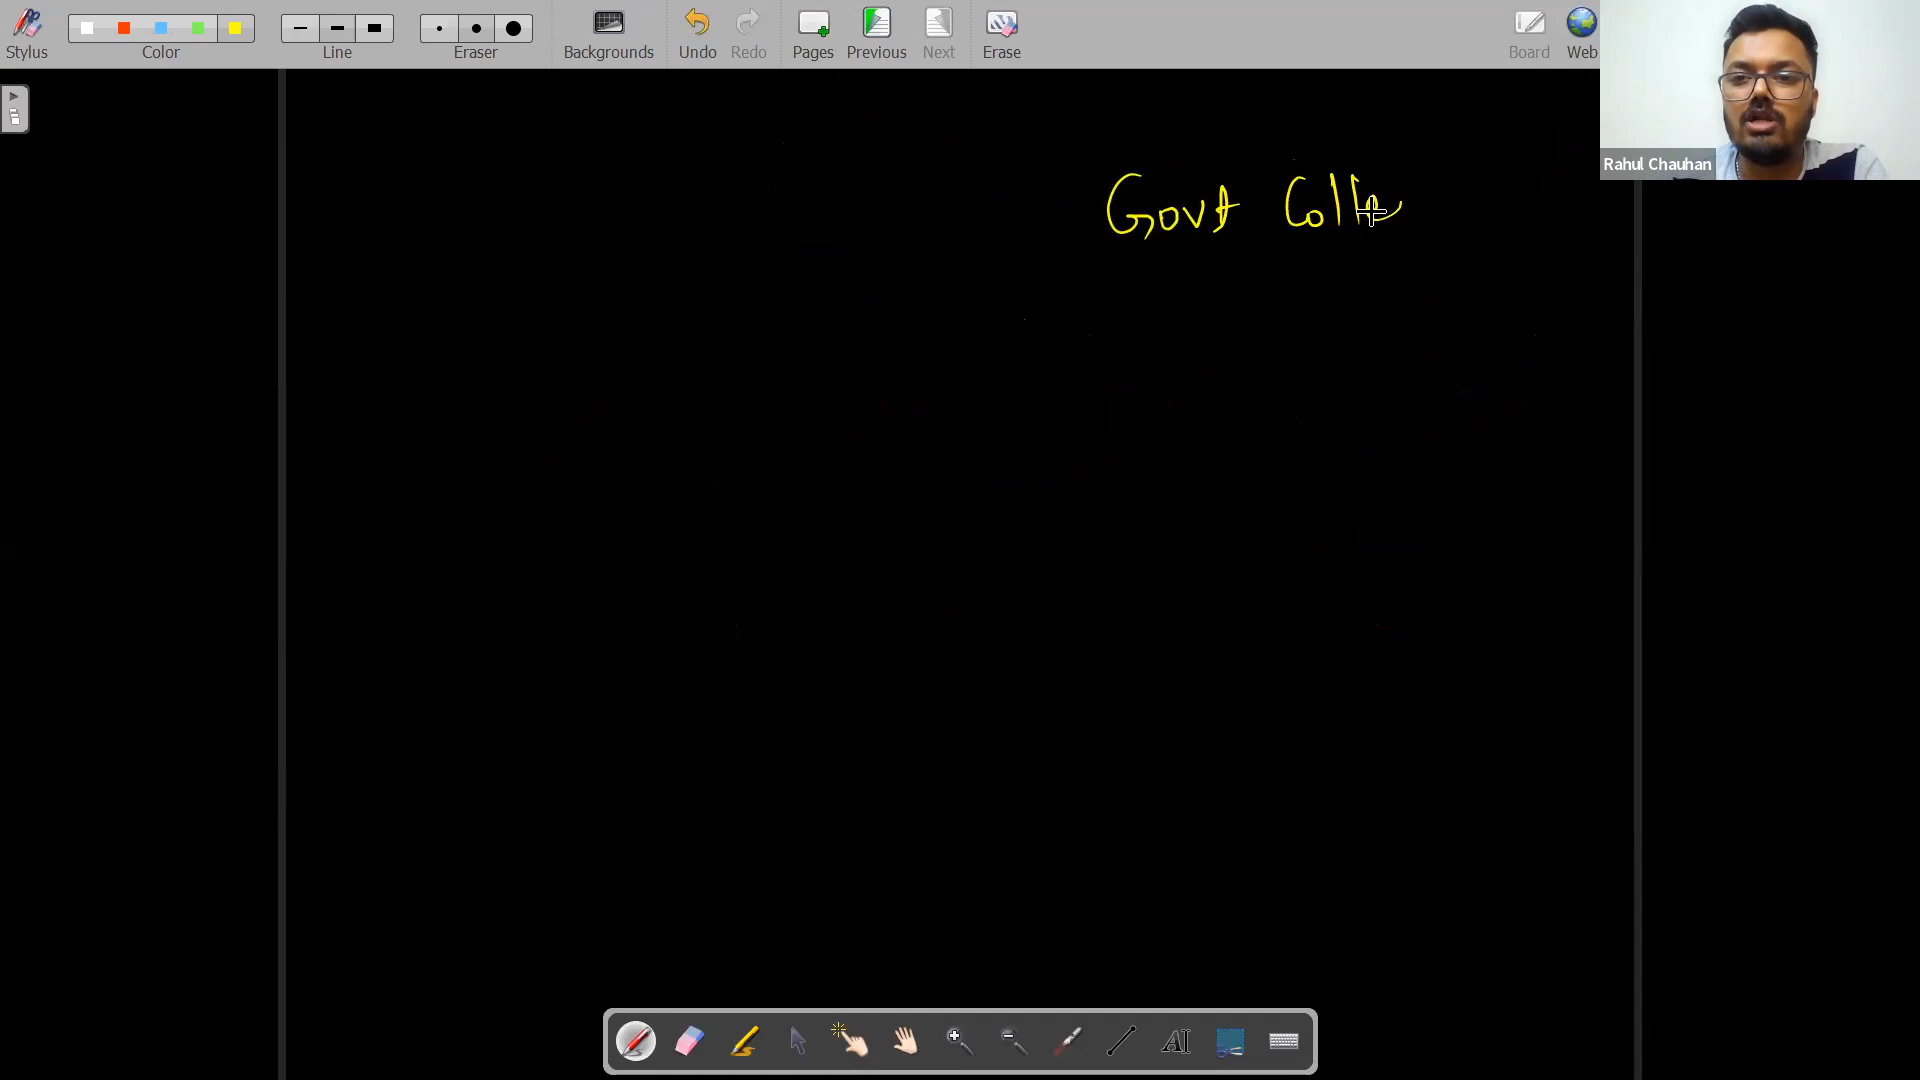 Stylus Color Line Eraser Backgrounds Undo Redo Pages Previous Next Erase Board Web
Rahul Chauhan
Govt Colle